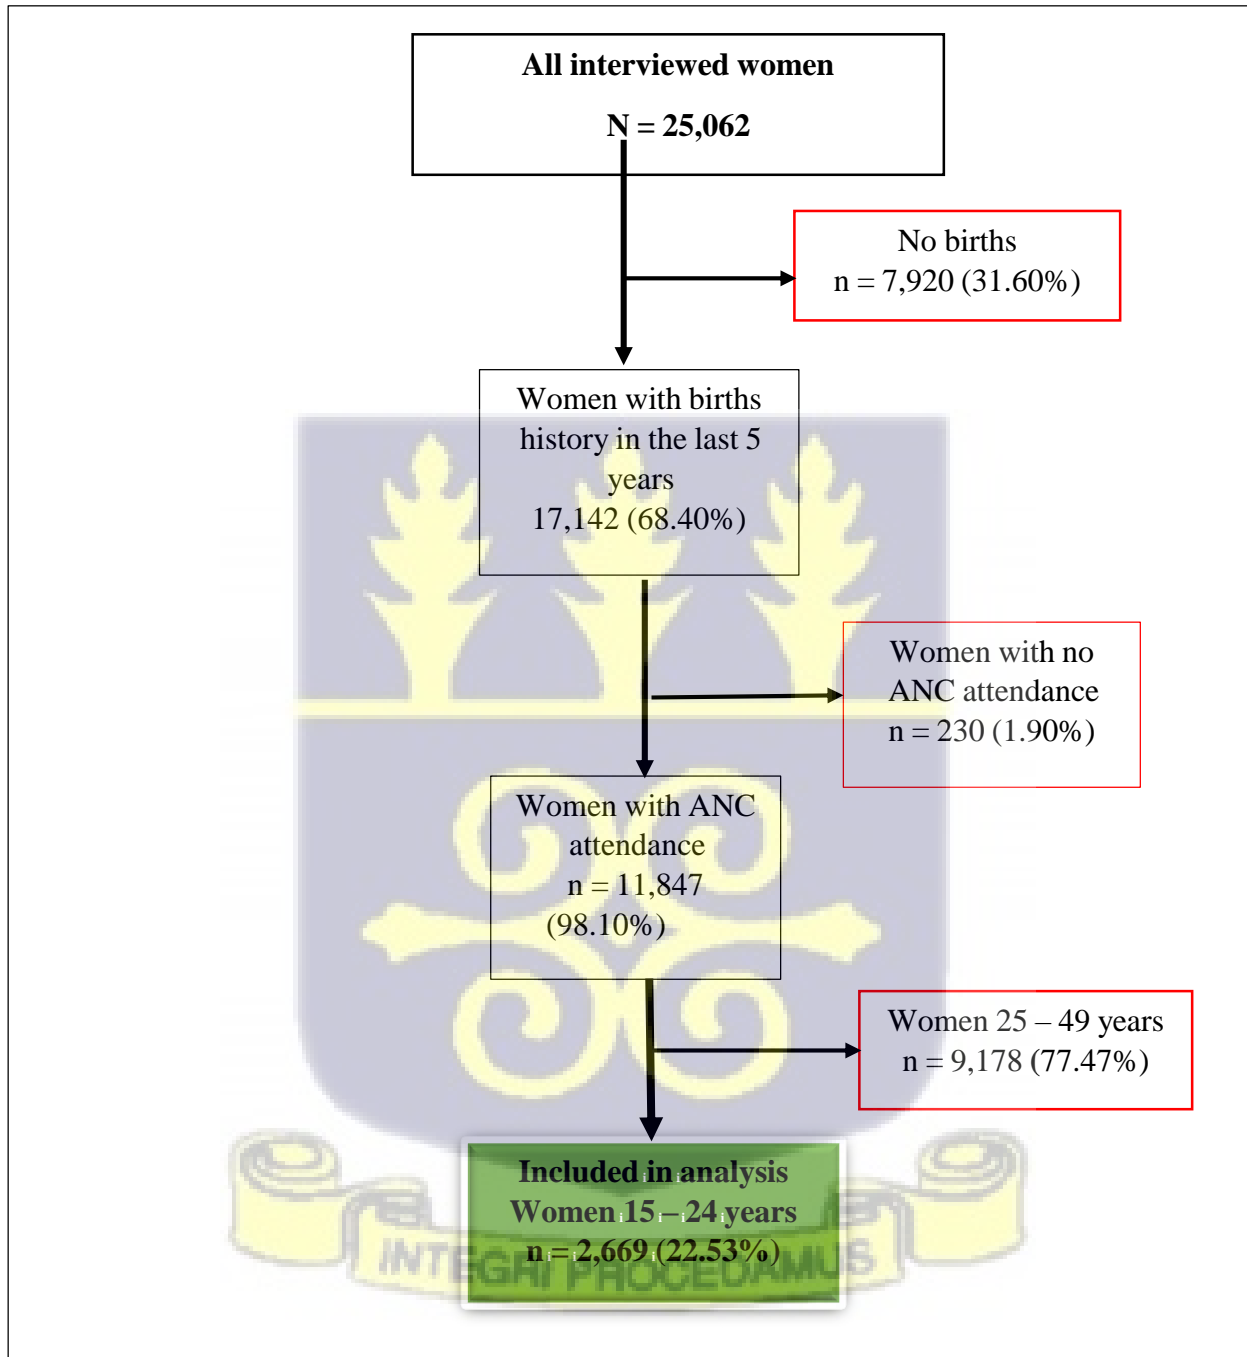 All interviewed women
N = 25,062
No births
n = 7,920 (31.60%)
Women with births
history in the last 5
years
17,142 (68.40%)
Women with no
ANC attendance
n = 230 (1.90%)
Women with ANC
attendance
n = 11,847
(98.10%)
Women 25 – 49 years
n = 9,178 (77.47%)
Included in analysis
Women 15 – 24 years
n = 2,669 (22.53%)
INTEGRI PROCEDAMUS